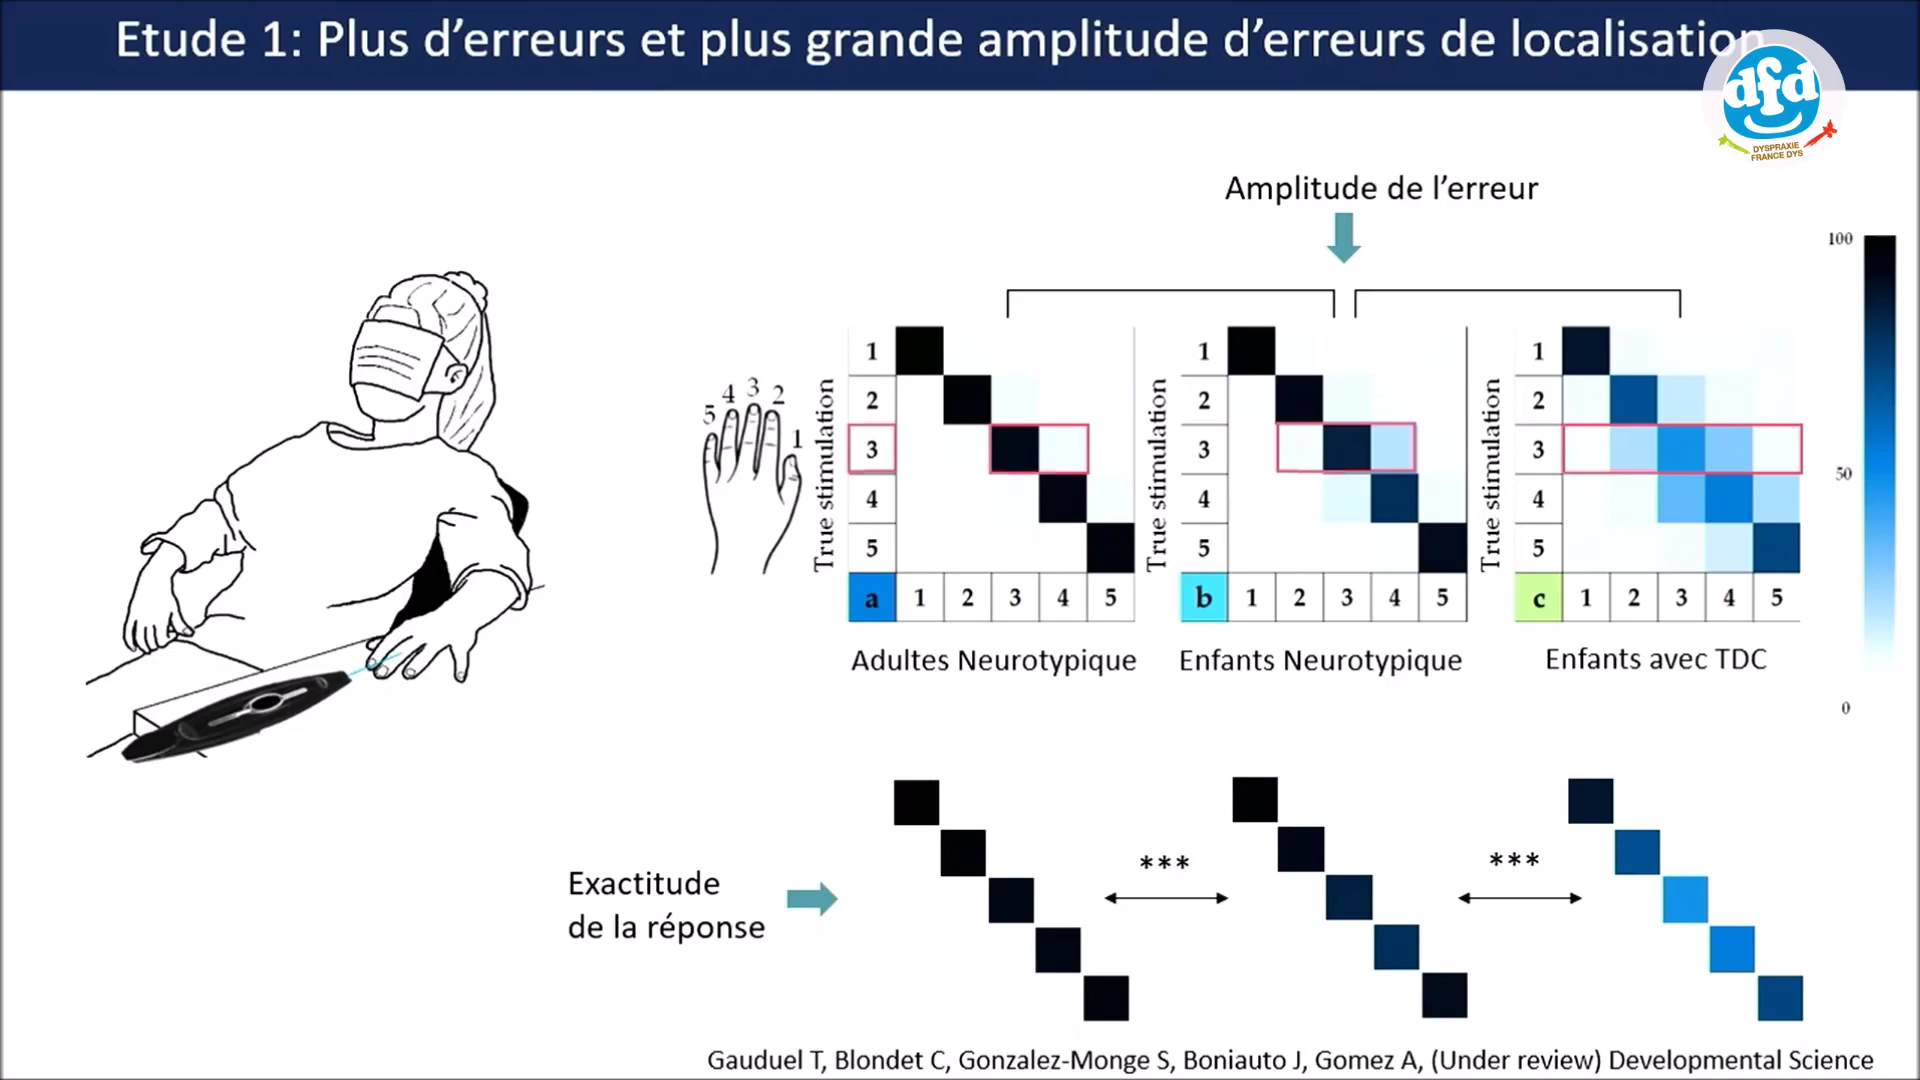 Etude 1: Plus d'erreurs et plus grande amplitude d'erreurs de localisation
dfd
DYSPRAXIE
FRANCE DYS
Amplitude de l'erreur
100
50
0
5 4 3 2 1
True stimulation
1
2
3
4
5
a 1 2 3 4 5
Adultes Neurotypique
True stimulation
1
2
3
4
5
b 1 2 3 4 5
Enfants Neurotypique
True stimulation
1
2
3
4
5
c 1 2 3 4 5
Enfants avec TDC
Exactitude
de la réponse
***
***
Gauduel T, Blondet C, Gonzalez-Monge S, Boniauto J, Gomez A, (Under review) Developmental Science